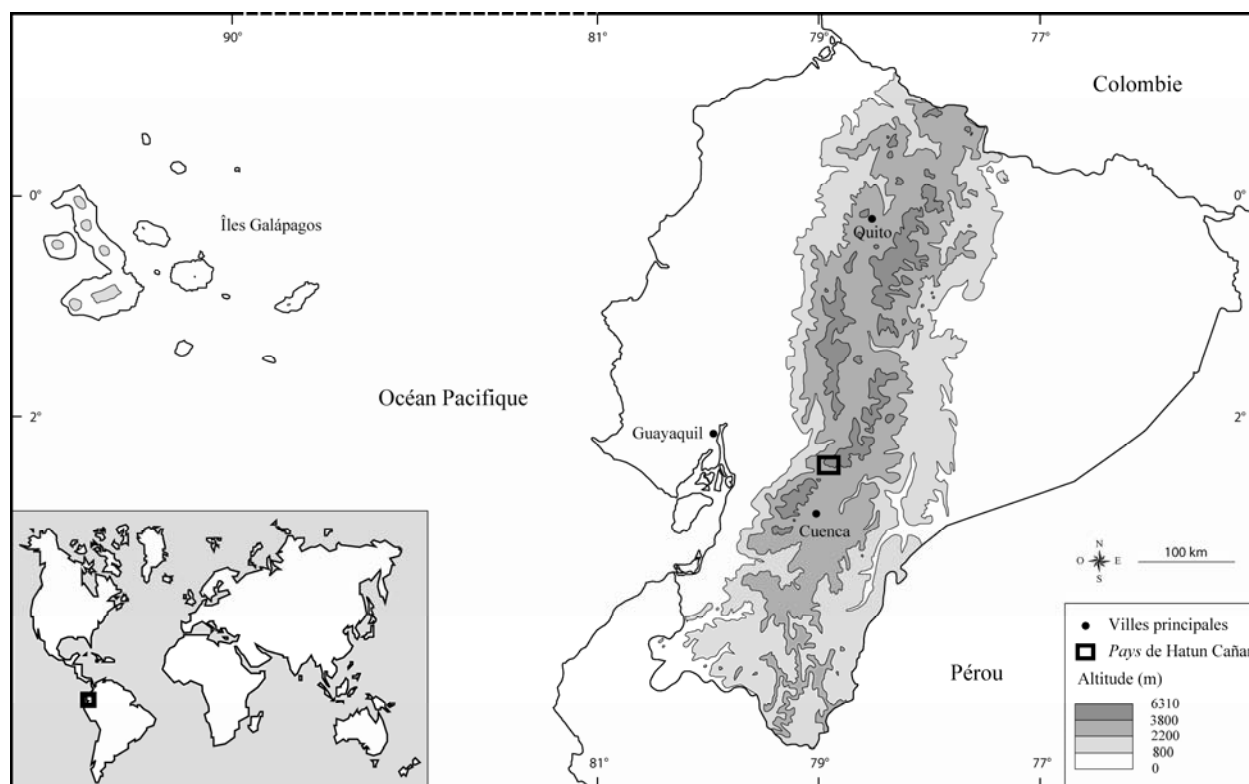 90°
81°
79°
77°
Colombie
0°
0°
Îles Galápagos
Quito
Océan Pacifique
2°
2°
Guayaquil
Cuenca
N
O
E
S
100 km
Villes principales
Pays de Hatun Cañar
Pérou
Altitude (m)
6310
3800
2200
800
0
81°
79°
77°